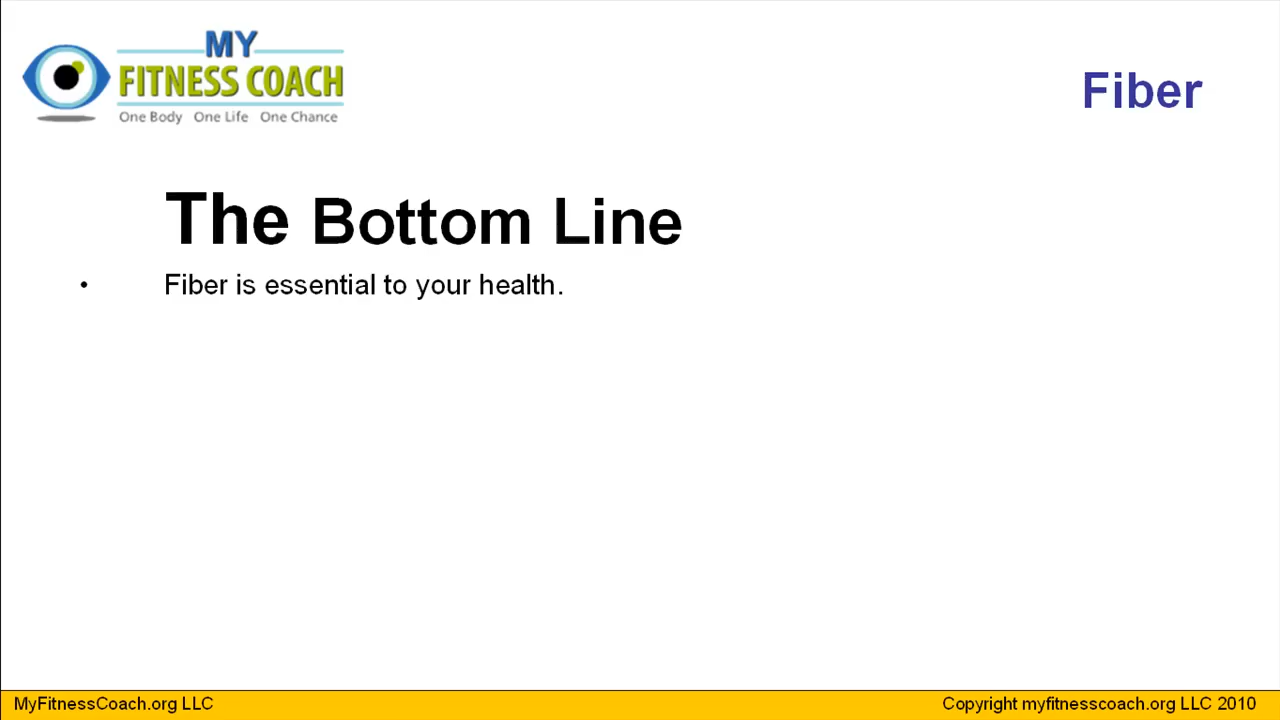 MY
FITNESS COACH
One Body One Life One Chance
Fiber
The Bottom Line
• Fiber is essential to your health.
MyFitnessCoach.org LLC
Copyright myfitnesscoach.org LLC 2010